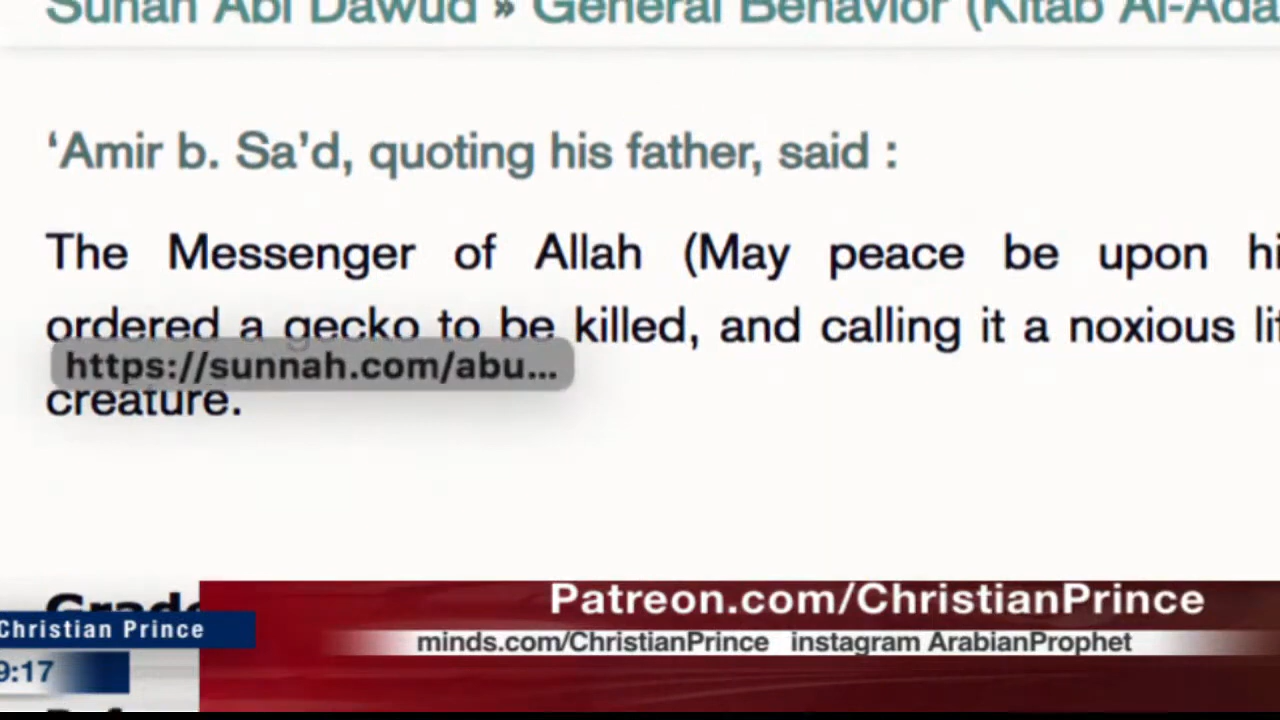 Sunan Abi Dawud » General Behavior (Kitab Al-Ada
‘Amir b. Sa’d, quoting his father, said :
The Messenger of Allah (May peace be upon hi
ordered a gecko to be killed, and calling it a noxious lit
https://sunnah.com/abu...
creature.
Grade
Patreon.com/ChristianPrince
Christian Prince
minds.com/ChristianPrince instagram ArabianProphet
9:17